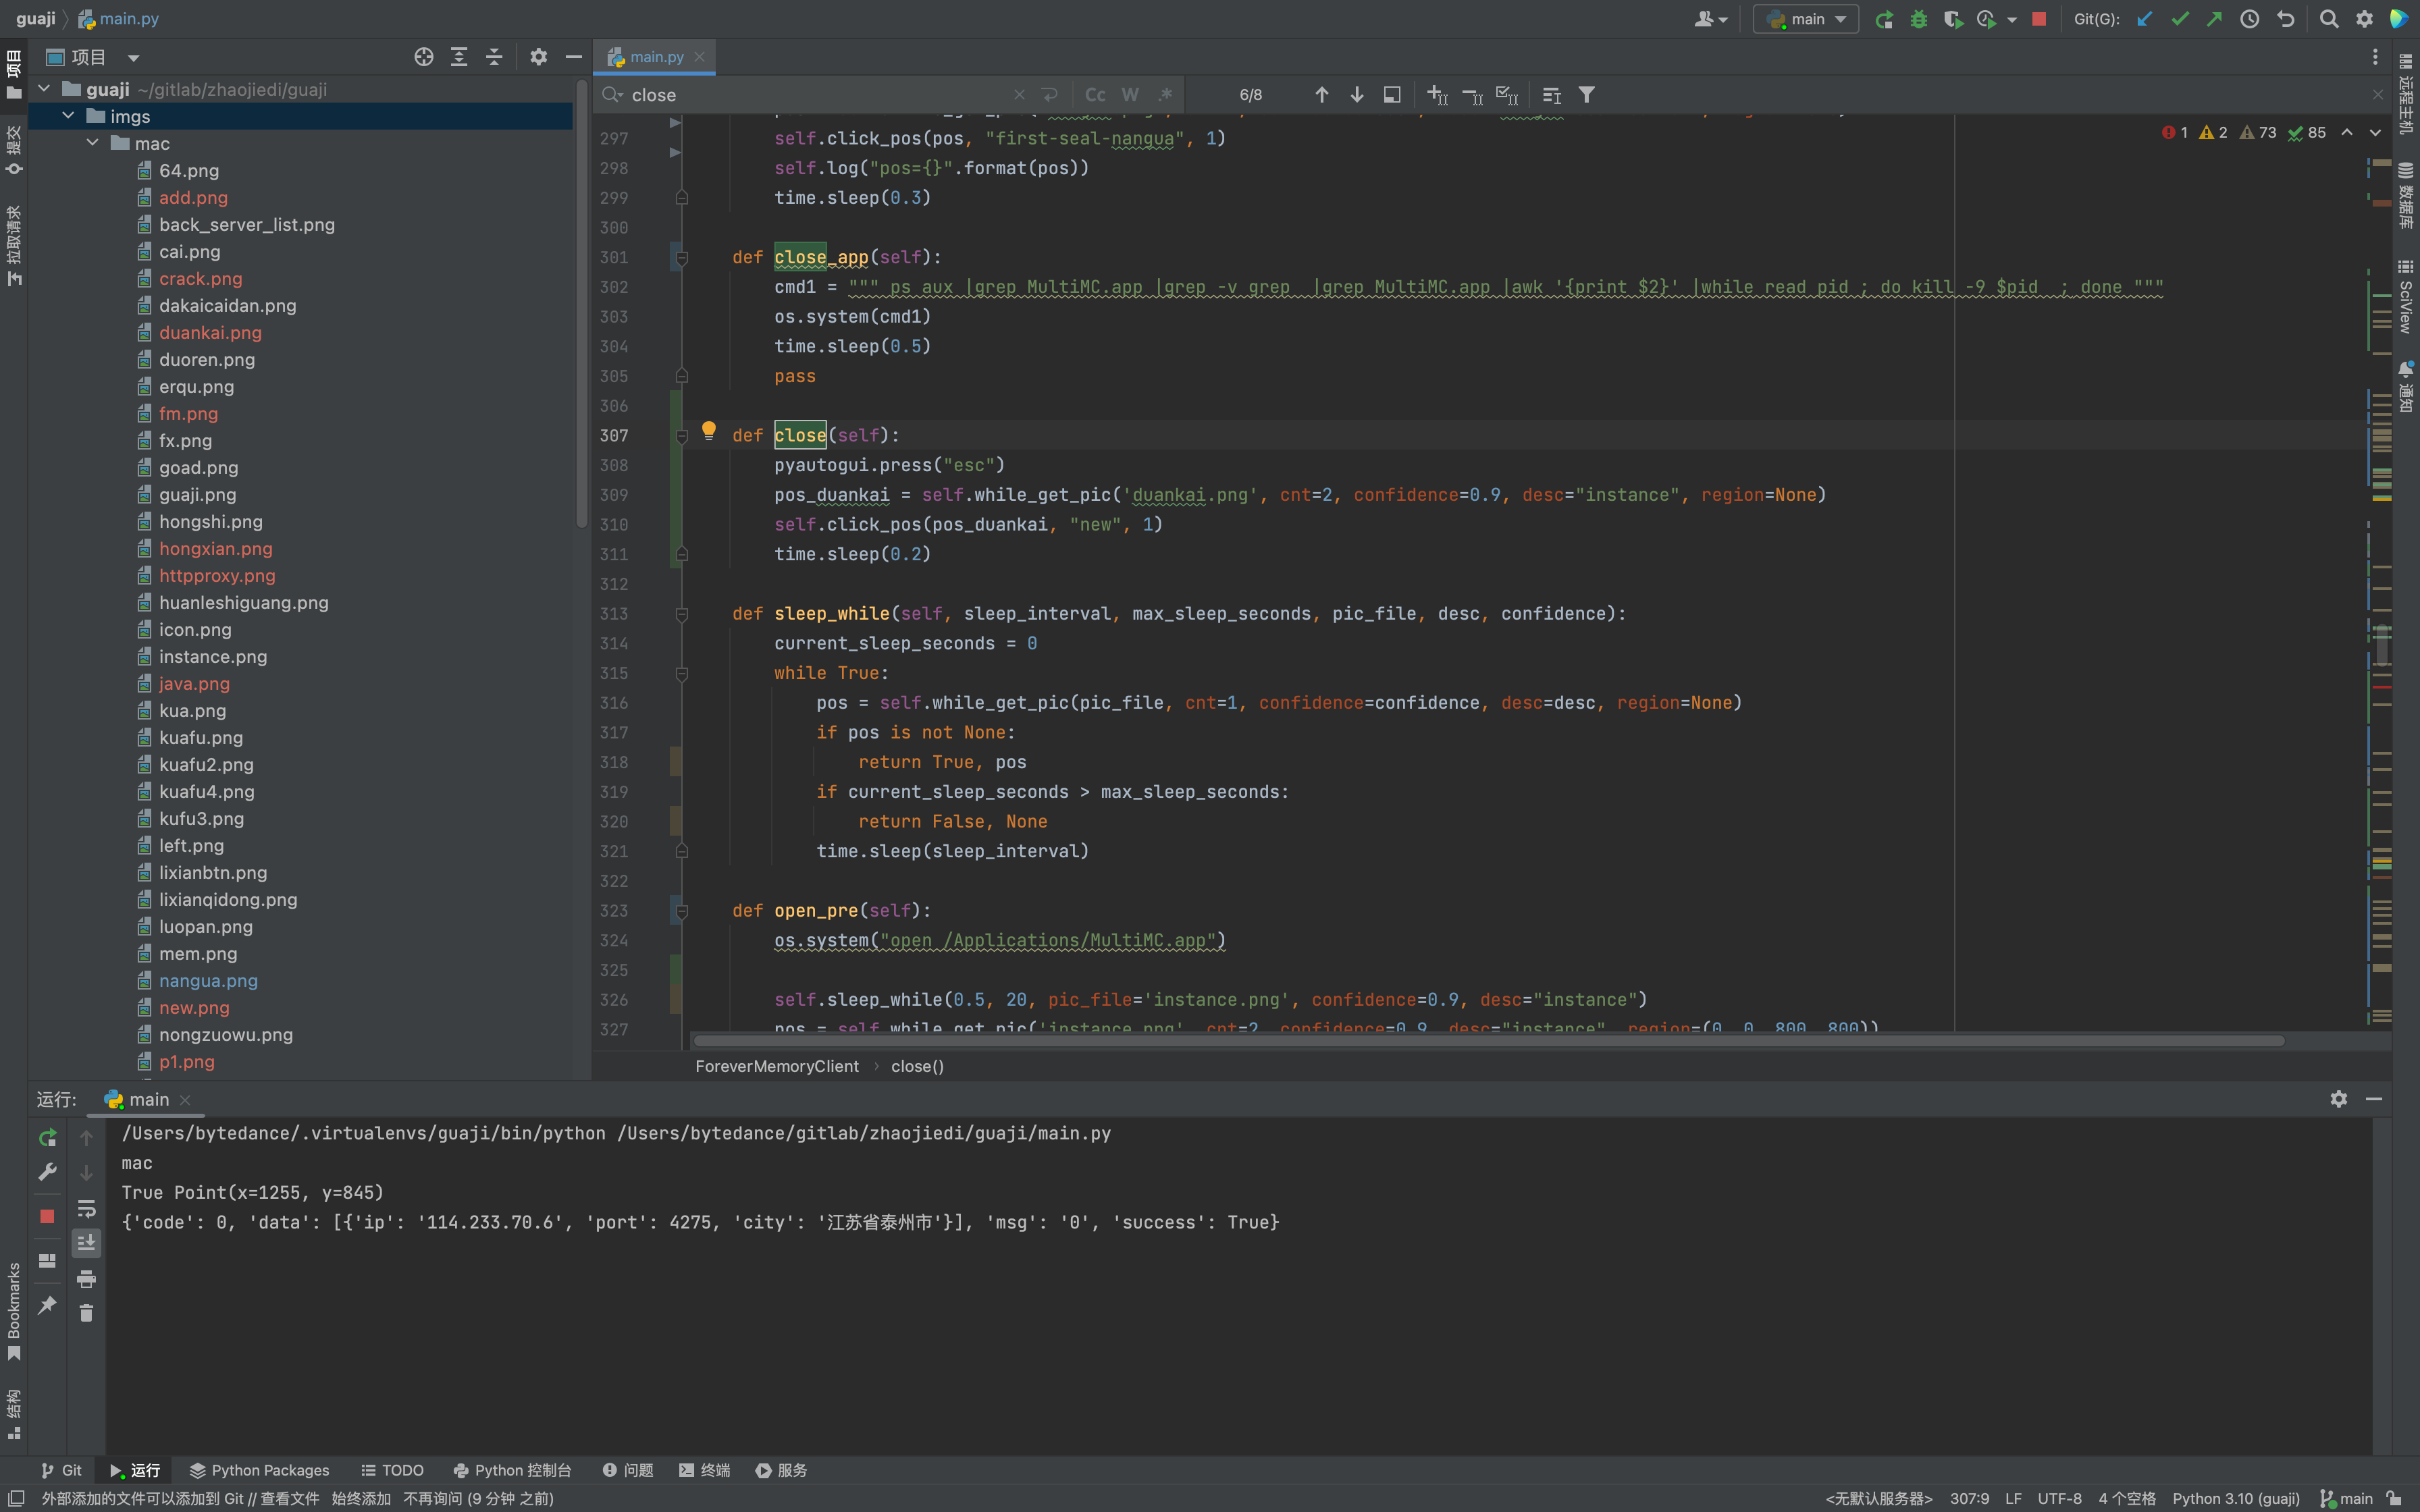 guaji
main.py
main
Git(G):
项目
main.py
close
Cc
W
.*
6/8
guaji ~/gitlab/zhaojiedi/guaji
imgs
mac
64.png
add.png
back_server_list.png
cai.png
crack.png
dakaicaidan.png
duankai.png
duoren.png
erqu.png
fm.png
fx.png
goad.png
guaji.png
hongshi.png
hongxian.png
httpproxy.png
huanleshiguang.png
icon.png
instance.png
java.png
kua.png
kuafu.png
kuafu2.png
kuafu4.png
kufu3.png
left.png
lixianbtn.png
lixianqidong.png
luopan.png
mem.png
nangua.png
new.png
nongzuowu.png
p1.png
项目
提交
拉取请求
Bookmarks
结构
1 2 73 85
297 self.click_pos(pos, "first-seal-nangua", 1)
298 self.log("pos={}".format(pos))
299 time.sleep(0.3)
300
301 def close_app(self):
302 cmd1 = """ ps aux |grep MultiMC.app |grep -v grep  |grep MultiMC.app |awk '{print $2}' |while read pid ; do kill -9 $pid  ; done """
303 os.system(cmd1)
304 time.sleep(0.5)
305 pass
306
307 def close(self):
308 pyautogui.press("esc")
309 pos_duankai = self.while_get_pic('duankai.png', cnt=2, confidence=0.9, desc="instance", region=None)
310 self.click_pos(pos_duankai, "new", 1)
311 time.sleep(0.2)
312
313 def sleep_while(self, sleep_interval, max_sleep_seconds, pic_file, desc, confidence):
314 current_sleep_seconds = 0
315 while True:
316 pos = self.while_get_pic(pic_file, cnt=1, confidence=confidence, desc=desc, region=None)
317 if pos is not None:
318 return True, pos
319 if current_sleep_seconds > max_sleep_seconds:
320 return False, None
321 time.sleep(sleep_interval)
322
323 def open_pre(self):
324 os.system("open /Applications/MultiMC.app")
325
326 self.sleep_while(0.5, 20, pic_file='instance.png', confidence=0.9, desc="instance")
327 pos = self.while_get_pic('instance.png', cnt=2, confidence=0.9, desc="instance", region=(0, 0, 800, 800))
ForeverMemoryClient
close()
远程主机
数据库
SciView
通知
运行:
main
/Users/bytedance/.virtualenvs/guaji/bin/python /Users/bytedance/gitlab/zhaojiedi/guaji/main.py
mac
True Point(x=1255, y=845)
{'code': 0, 'data': [{'ip': '114.233.70.6', 'port': 4275, 'city': '江苏省泰州市'}], 'msg': '0', 'success': True}
Git
运行
Python Packages
TODO
Python 控制台
问题
终端
服务
外部添加的文件可以添加到 Git // 查看文件 始终添加 不再询问 (9 分钟 之前)
<无默认服务器>
307:9
LF
UTF-8
4 个空格
Python 3.10 (guaji)
main